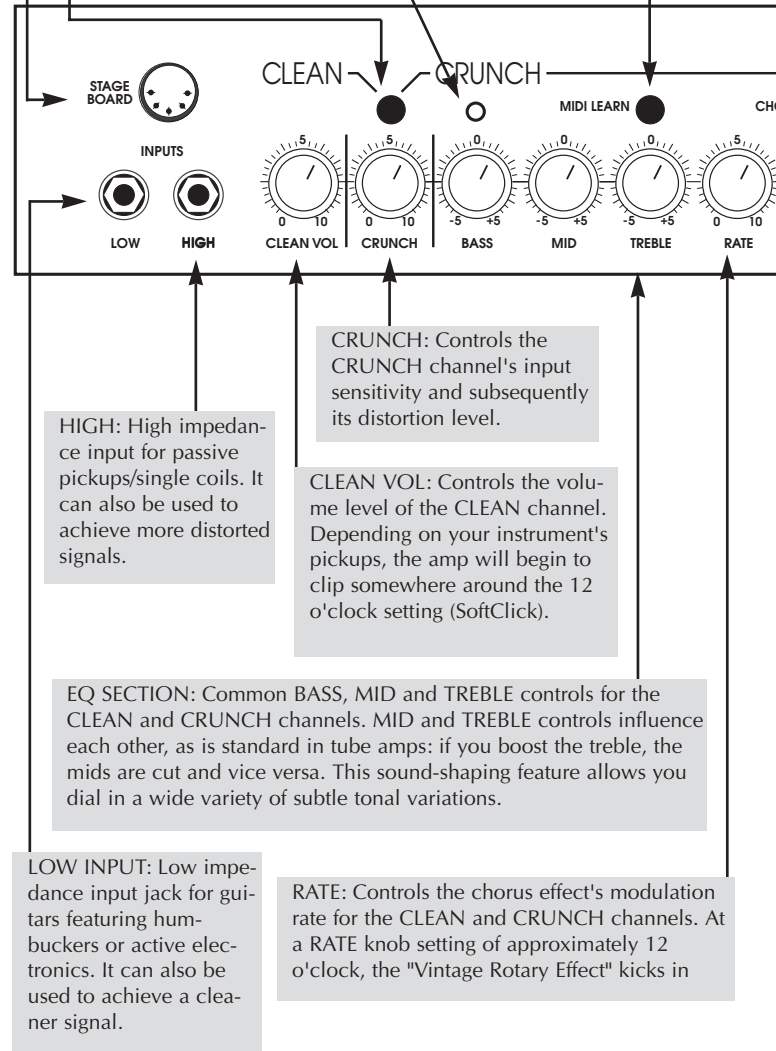 CLEAN CRUNCH
STAGE
BOARD
MIDI LEARN
CHO
INPUTS
5 5 0 0 0 5
0 10 0 10 -5 +5 -5 +5 -5 +5 0 10
LOW HIGH CLEAN VOL CRUNCH BASS MID TREBLE RATE
CRUNCH: Controls the
CRUNCH channel's input
sensitivity and subsequently
its distortion level.
HIGH: High impedan-
ce input for passive
pickups/single coils. It
can also be used to
achieve more distorted
signals.
CLEAN VOL: Controls the volu-
me level of the CLEAN channel.
Depending on your instrument's
pickups, the amp will begin to
clip somewhere around the 12
o'clock setting (SoftClick).
EQ SECTION: Common BASS, MID and TREBLE controls for the
CLEAN and CRUNCH channels. MID and TREBLE controls influence
each other, as is standard in tube amps: if you boost the treble, the
mids are cut and vice versa. This sound-shaping feature allows you
dial in a wide variety of subtle tonal variations.
LOW INPUT: Low impe-
dance input jack for gui-
tars featuring hum-
buckers or active elec-
tronics. It can also be
used to achieve a clea-
ner signal.
RATE: Controls the chorus effect's modulation
rate for the CLEAN and CRUNCH channels. At
a RATE knob setting of approximately 12
o'clock, the "Vintage Rotary Effect" kicks in